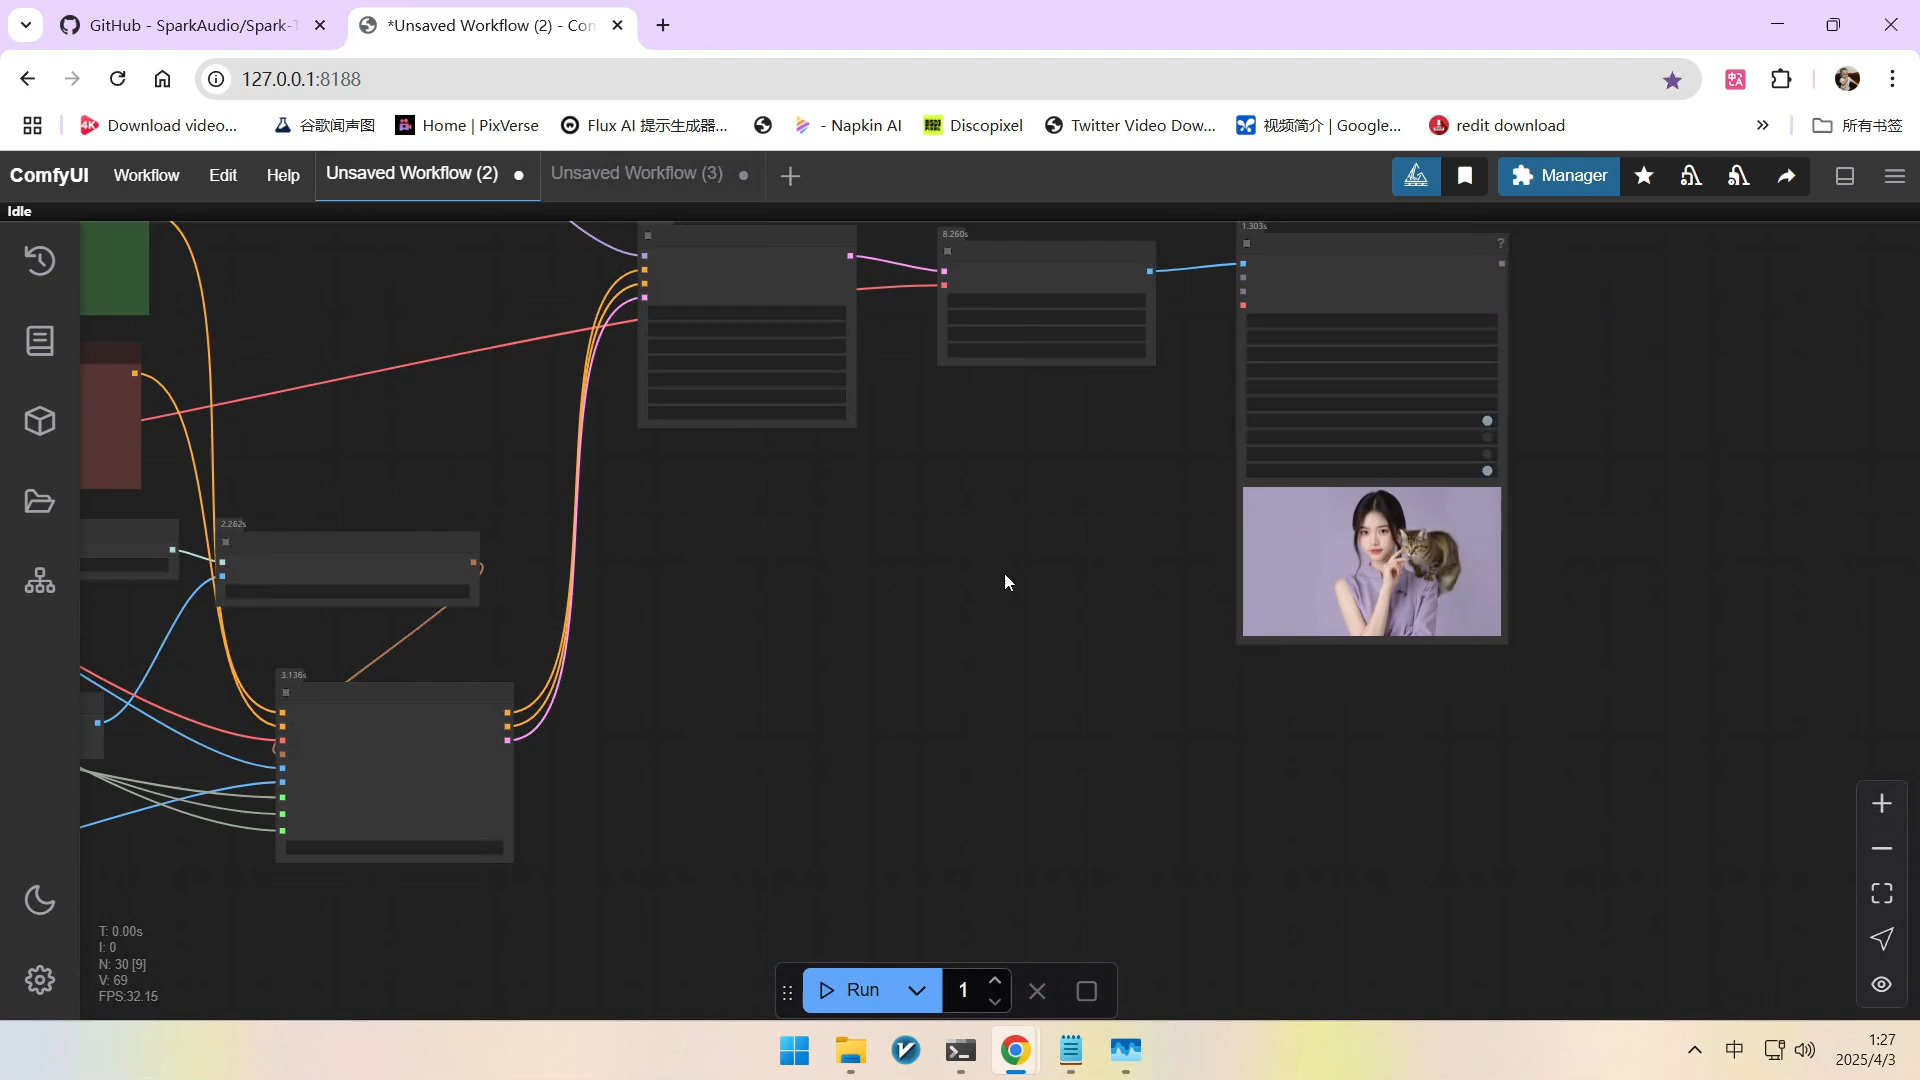 GitHub - SparkAudio/Spark-T
*Unsaved Workflow (2) - Con
127.0.0.1:8188
Download video...
谷歌闻声图
Home | PixVerse
Flux AI 提示生成器...
- Napkin AI
Discopixel
Twitter Video Dow...
视频简介 | Google...
redit download
所有书签
ComfyUI
Workflow
Edit
Help
Unsaved Workflow (2)
Unsaved Workflow (3)
Manager
Idle
8.260s
1.303s
?
2.262s
3.136s
T: 0.00s
I: 0
N: 30 [9]
V: 69
FPS:32.15
Run
1
中
1:27
2025/4/3